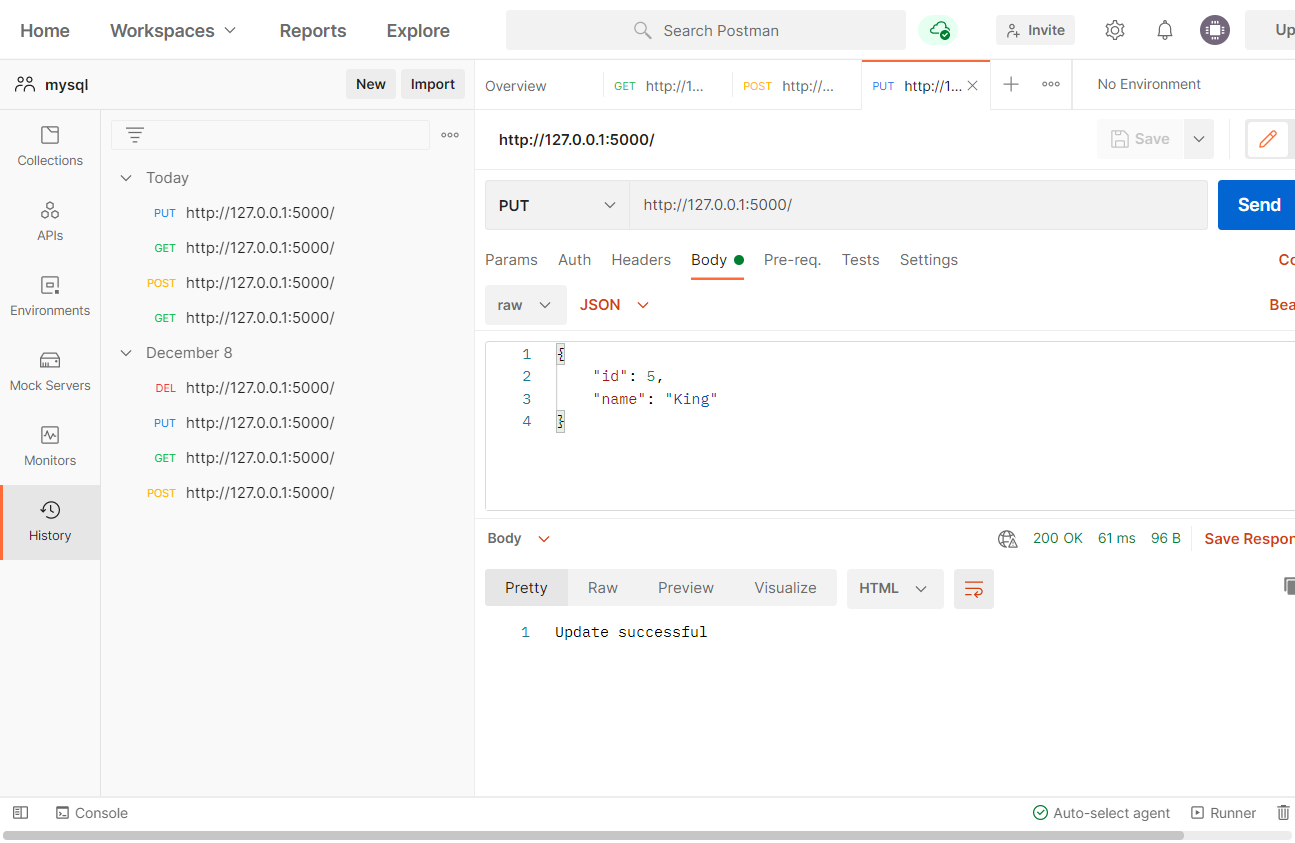 Home Workspaces Reports Explore Search Postman Invite Up
mysql New Import Overview GET http://1... POST http://... PUT http://1... No Environment
http://127.0.0.1:5000/ Save
Collections
APIs
Environments
Mock Servers
Monitors
History
Today
PUT http://127.0.0.1:5000/
GET http://127.0.0.1:5000/
POST http://127.0.0.1:5000/
GET http://127.0.0.1:5000/
December 8
DEL http://127.0.0.1:5000/
PUT http://127.0.0.1:5000/
GET http://127.0.0.1:5000/
POST http://127.0.0.1:5000/
PUT http://127.0.0.1:5000/ Send
Params Auth Headers Body Pre-req. Tests Settings Co
raw JSON Bea
1 {
2 "id": 5,
3 "name": "King"
4 }
Body 200 OK 61 ms 96 B Save Respon
Pretty Raw Preview Visualize HTML
1 Update successful
Console Auto-select agent Runner